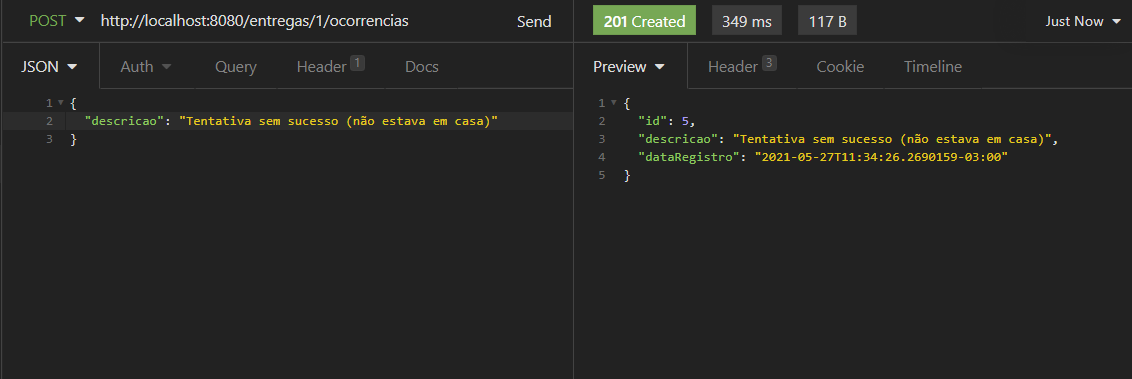 POST http://localhost:8080/entregas/1/ocorrencias Send
201 Created 349 ms 117 B Just Now
JSON Auth Query Header 1 Docs
Preview Header 3 Cookie Timeline
1 {
2 "descricao": "Tentativa sem sucesso (não estava em casa)"
3 }
1 {
2 "id": 5,
3 "descricao": "Tentativa sem sucesso (não estava em casa)",
4 "dataRegistro": "2021-05-27T11:34:26.2690159-03:00"
5 }